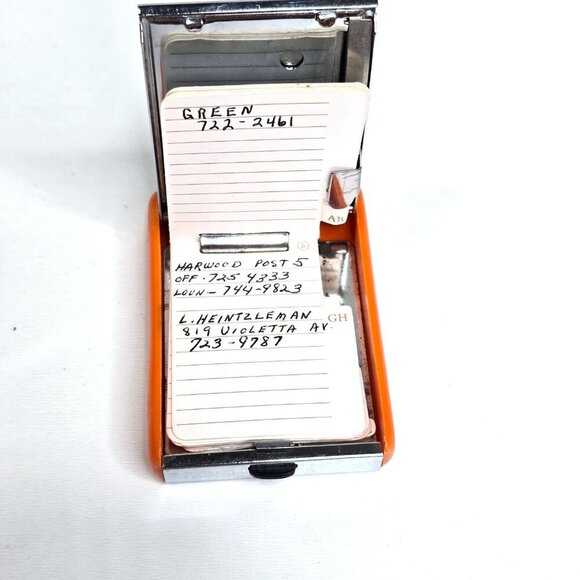 GREEN
722-2461
AB
HARWOOD POST 5
OFF. 725 4333
LOUN- 744-9823
L. HEINTZLEMAN
819 VIOLETTA AV.
723-9787
GH